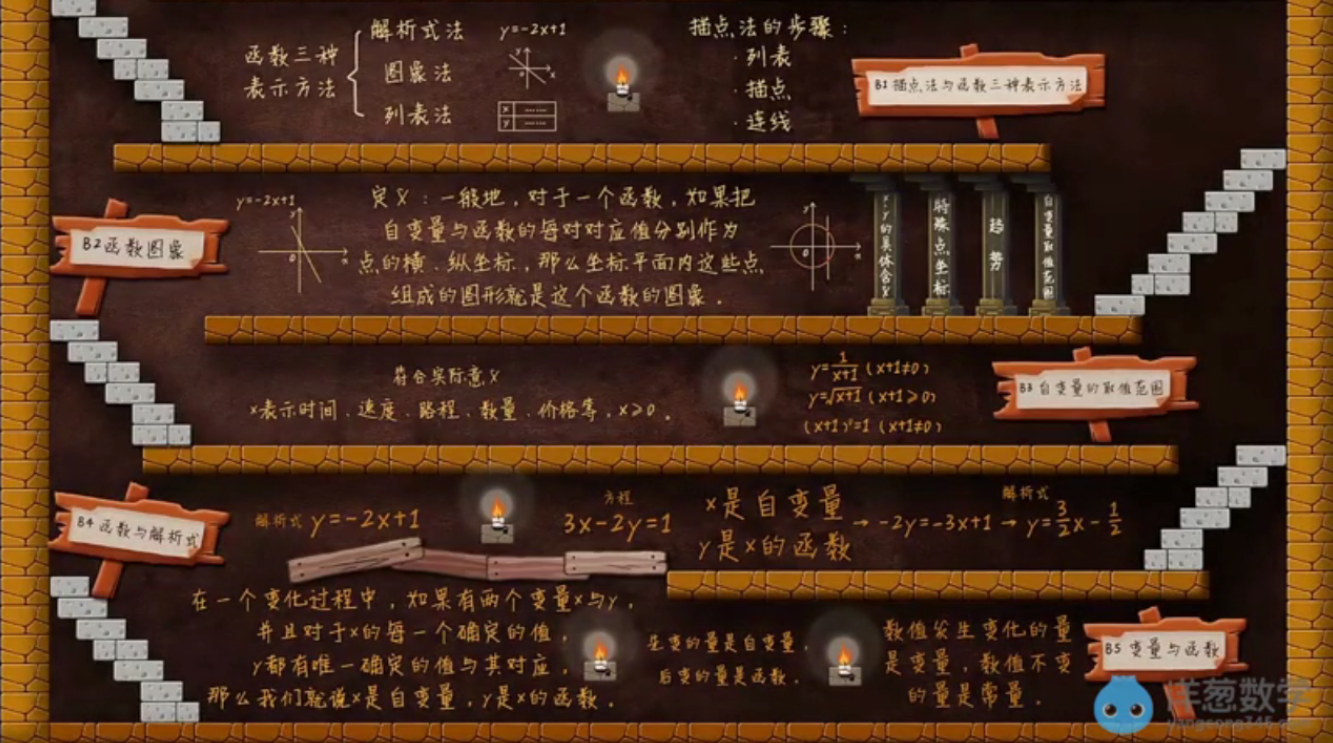 函数三种
表示方法
解析式法 y=-2x+1
图象法
y
o
x
列表法
x ……
y ……
描点法的步骤：
·列表
·描点
·连线
B1 描点法与函数三种表示方法
B2 函数图象
y=-2x+1
y
o
x
定义：一般地，对于一个函数，如果把
自变量与函数的每对对应值分别作为
点的横、纵坐标，那么坐标平面内这些点
组成的图形就是这个函数的图象。
y
o
x
x、y的具体含义
特殊点坐标
趋势
自变量取值范围
符合实际意义
x表示时间、速度、路程、数量、价格等，x≥0。
y=1/(x+1) (x+1≠0)
y=√(x+1) (x+1≥0)
(x+1)⁰=1 (x+1≠0)
B3 自变量的取值范围
B4 函数与解析式
解析式 y=-2x+1
方程
3x-2y=1
x是自变量
y是x的函数
→ -2y=-3x+1 →
解析式
y=3/2x-1/2
在一个变化过程中，如果有两个变量x与y，
并且对于x的每一个确定的值，
y都有唯一确定的值与其对应，
那么我们就说x是自变量，y是x的函数。
先变的量是自变量，
后变的量是函数。
数值发生变化的量
是变量，数值不变
的量是常量。
B5 变量与函数
洋葱数学
yangcong345.com